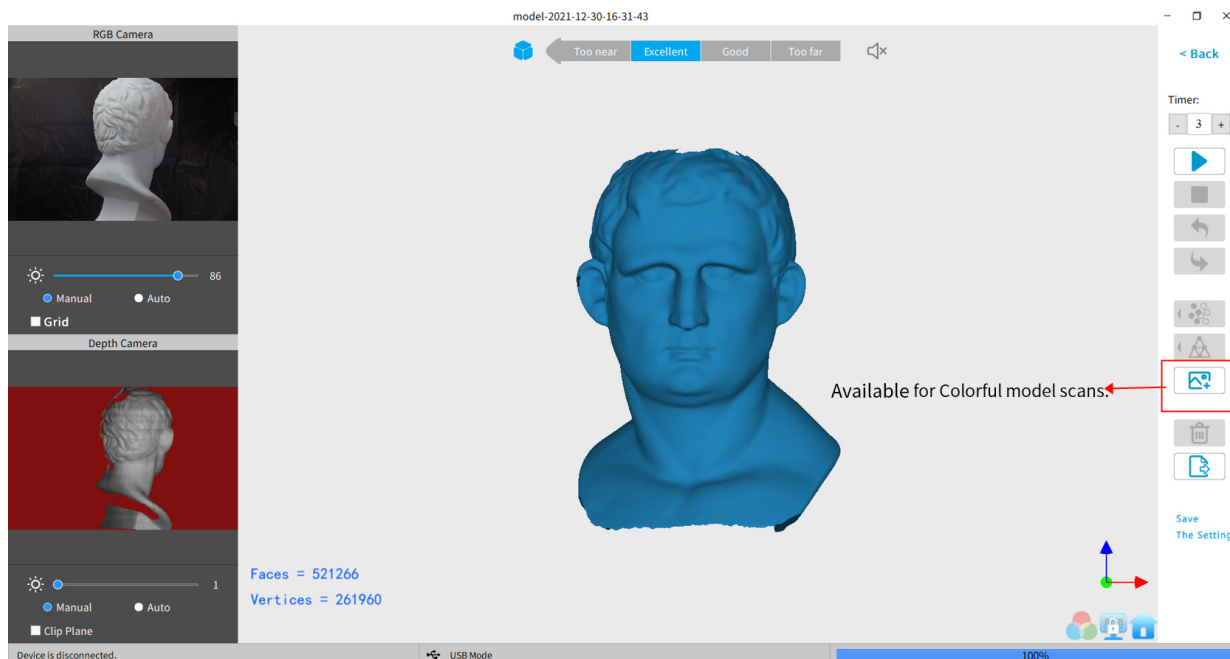 model-2021-12-30-16-31-43
RGB Camera
Too near
Excellent
Good
Too far
< Back
Timer:
- 3 +
86
Manual
Auto
Grid
Depth Camera
Available for Colorful model scans.
1
Manual
Auto
Clip Plane
Faces = 521266
Vertices = 261960
Save
The Setting
Device is disconnected.
USB Mode
100%